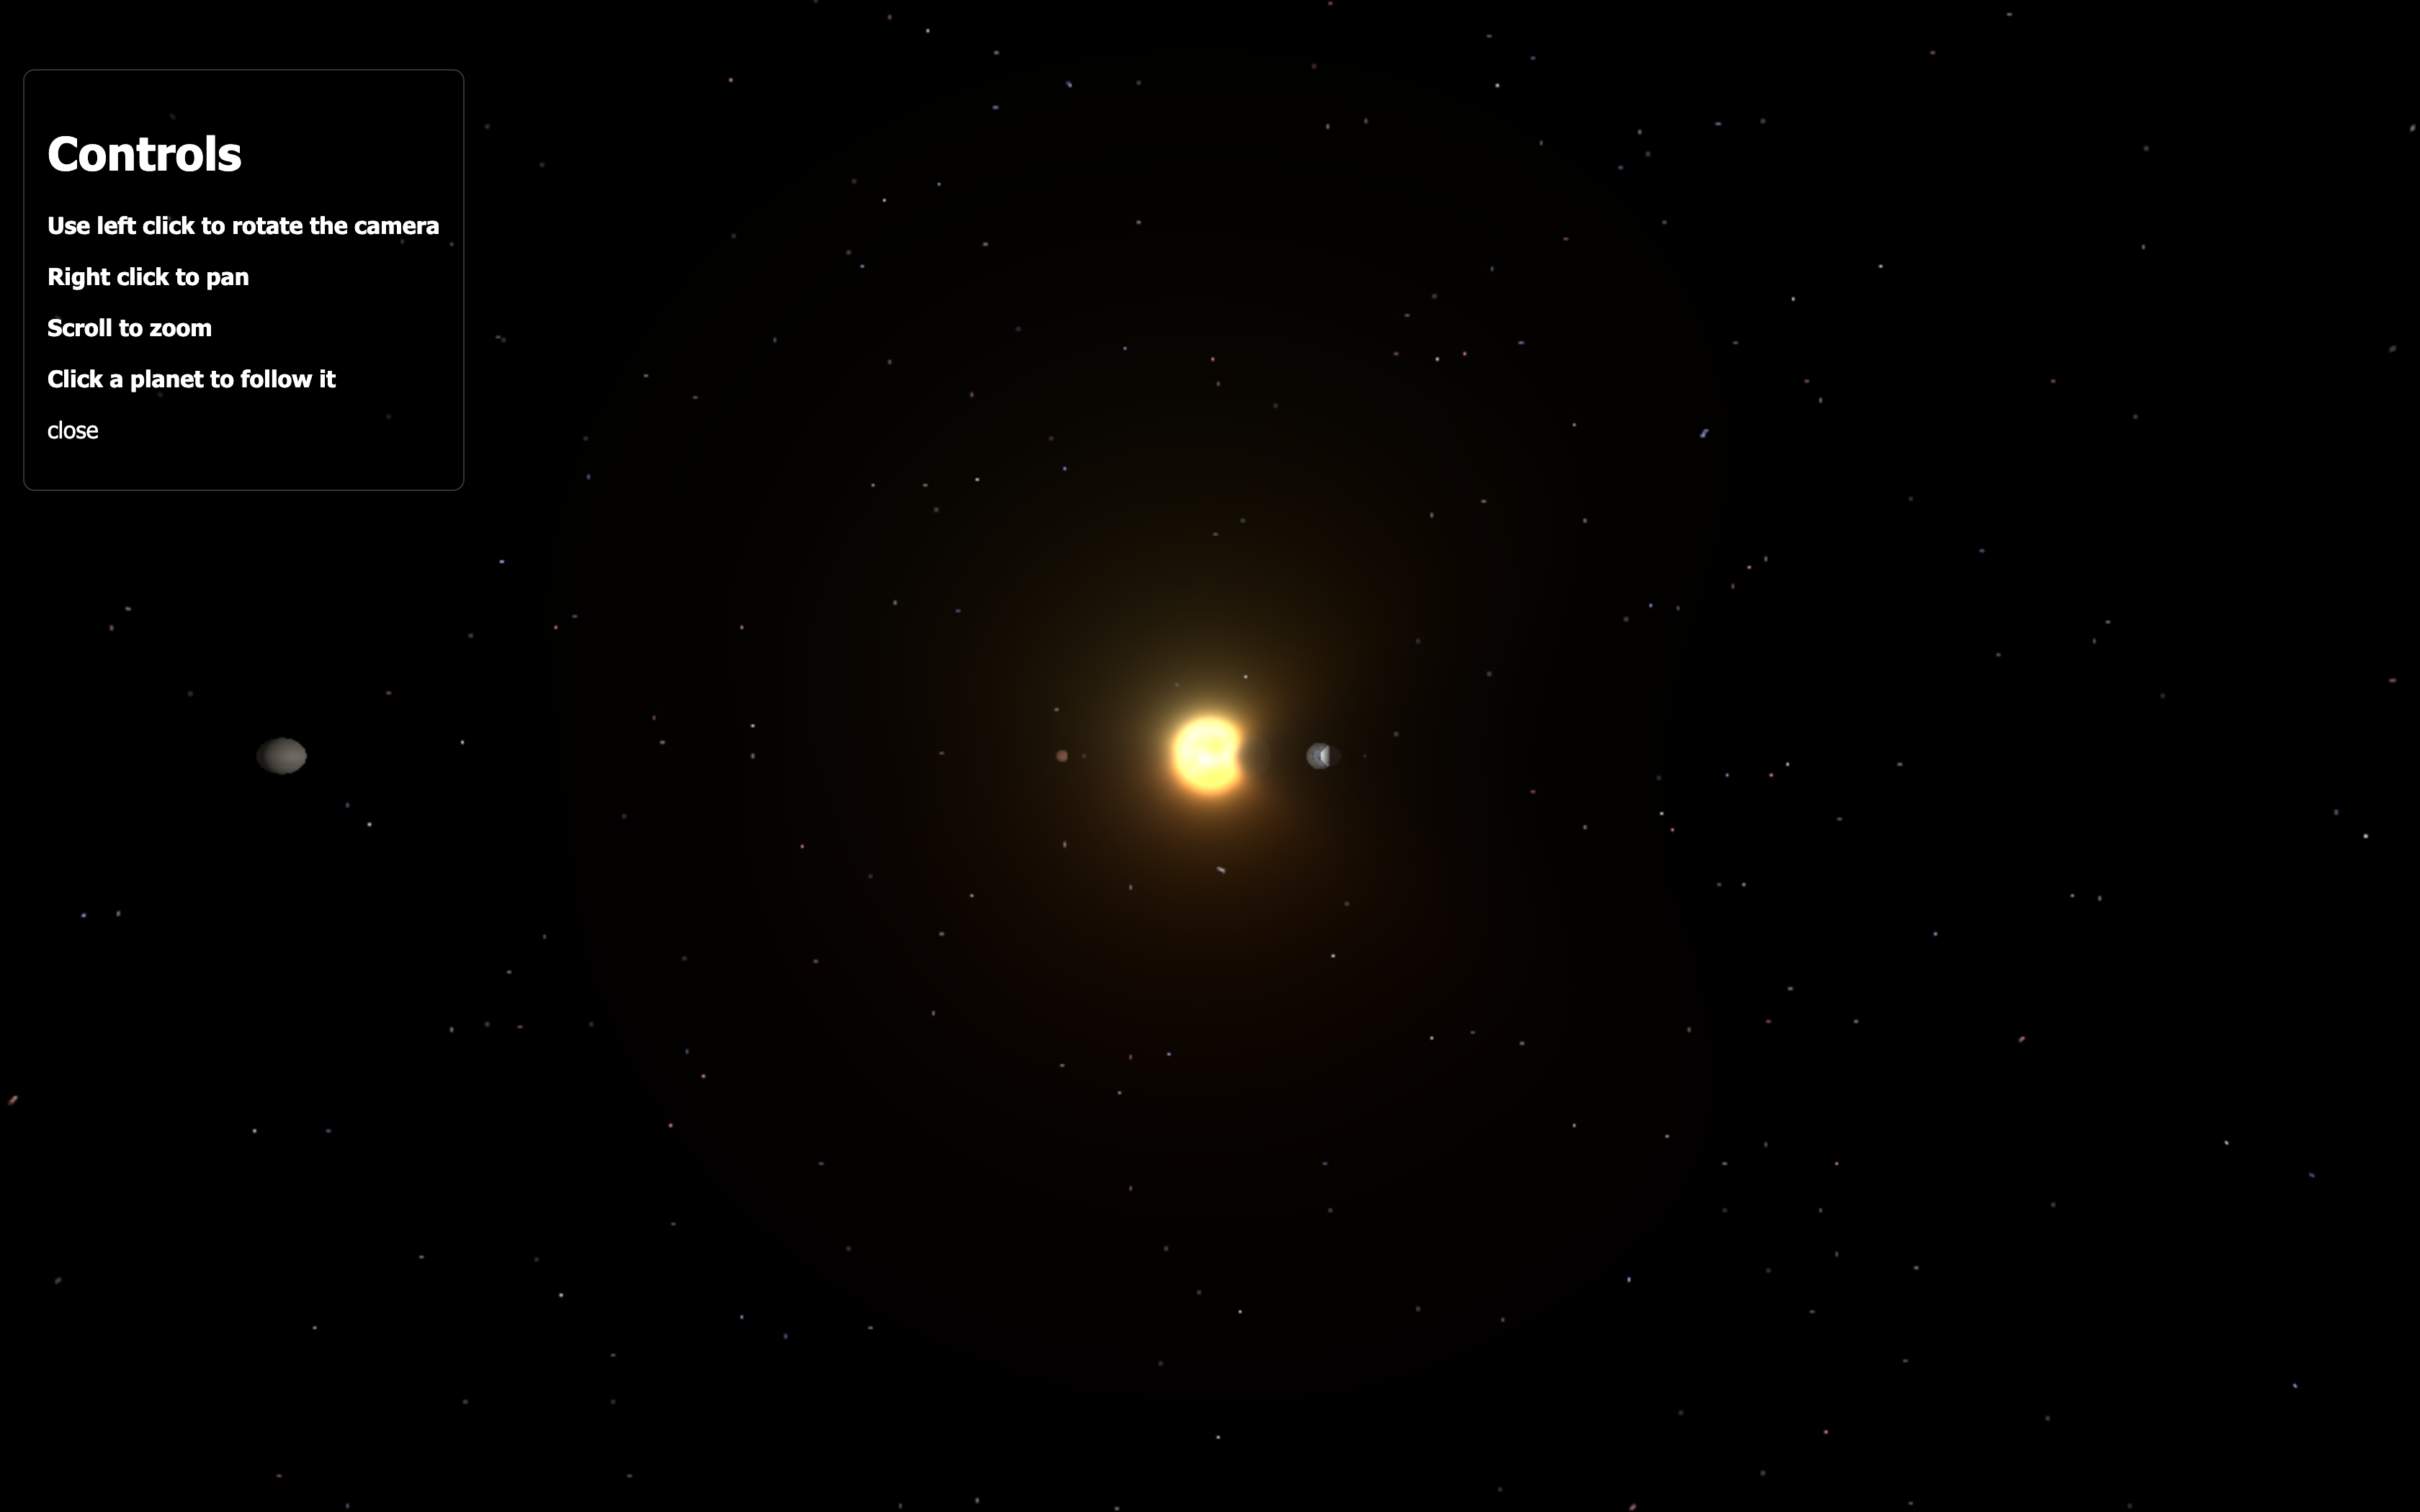 Controls
Use left click to rotate the camera
Right click to pan
Scroll to zoom
Click a planet to follow it
close